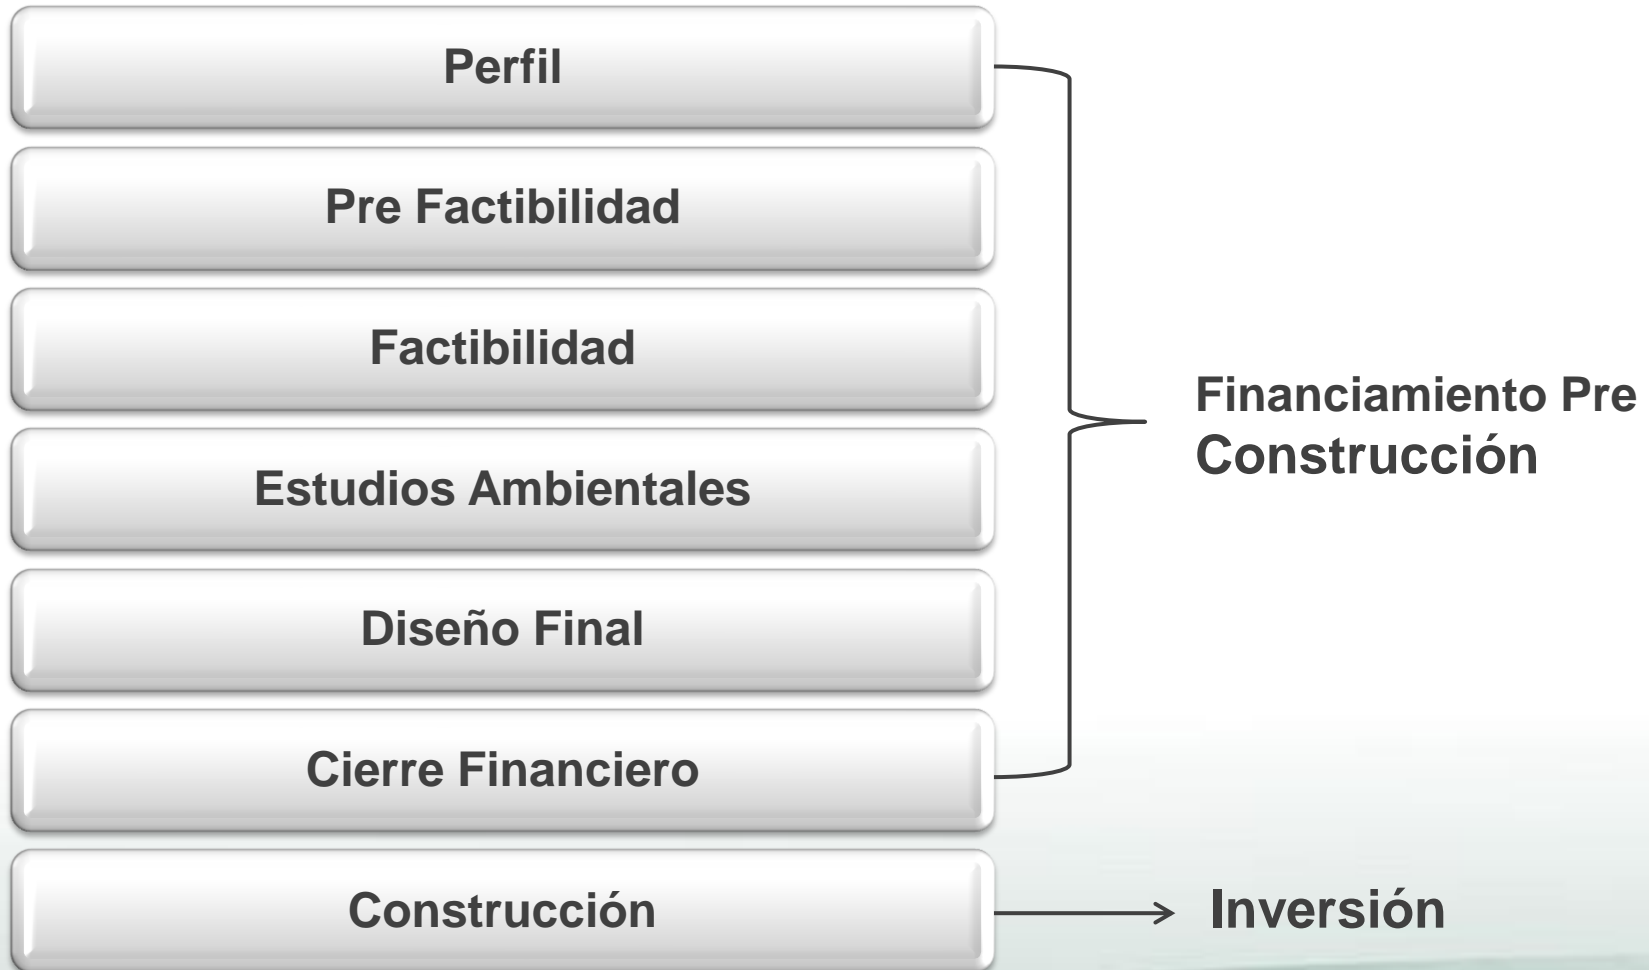 Perfil
Pre Factibilidad
Factibilidad
Financiamiento Pre
Construcción
Estudios Ambientales
Diseño Final
Cierre Financiero
Construcción
Inversión